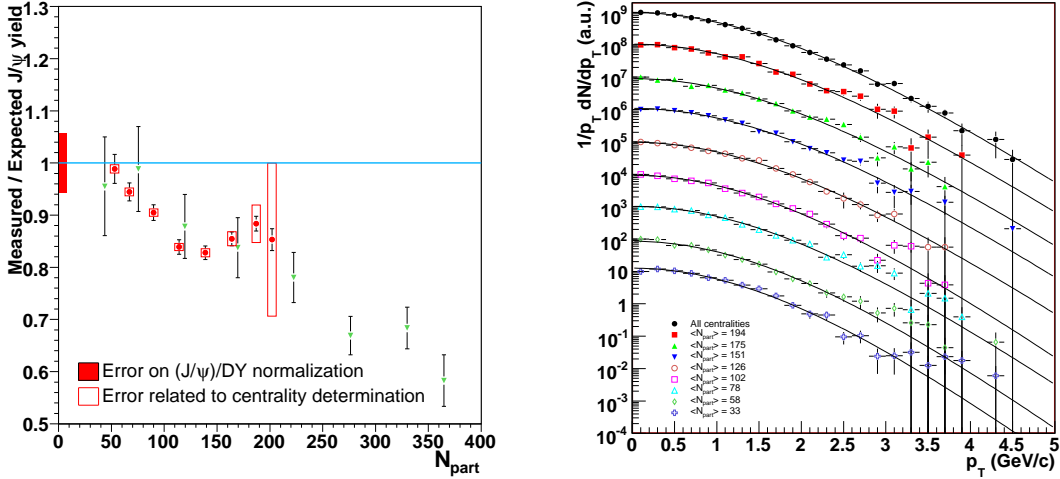 Measured / Expected J/ψ yield
1.3
1.2
1.1
1
0.9
0.8
0.7
0.6
0.5
Error on (J/ψ)/DY normalization
Error related to centrality determination
0 50 100 150 200 250 300 350 400
N_part
1/p_T dN/dp_T (a.u.)
10^9
10^8
10^7
10^6
10^5
10^4
10^3
10^2
10
1
10^-1
10^-2
10^-3
10^-4
All centralities
<N_part> = 194
<N_part> = 175
<N_part> = 151
<N_part> = 126
<N_part> = 102
<N_part> = 78
<N_part> = 58
<N_part> = 33
0 0.5 1 1.5 2 2.5 3 3.5 4 4.5 5
p_T (GeV/c)